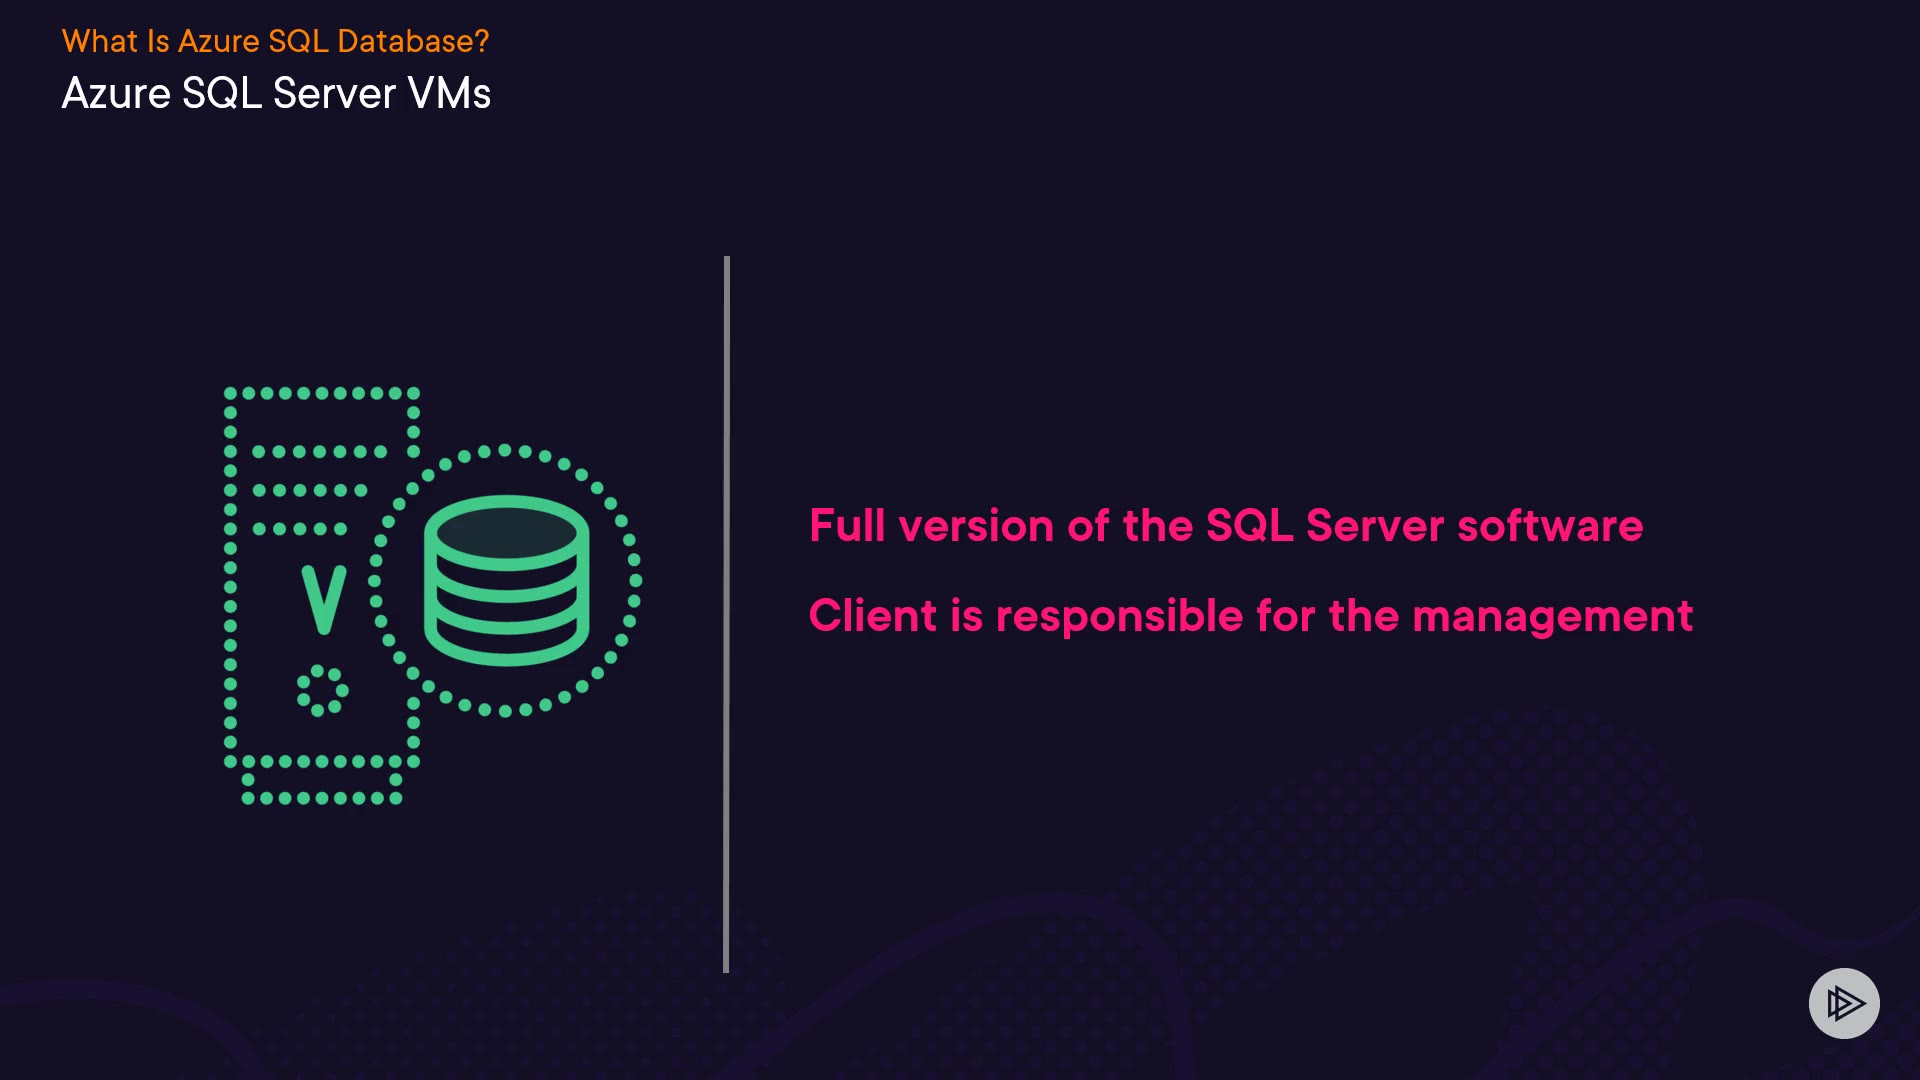 What Is Azure SQL Database?
Azure SQL Server VMs
V
Full version of the SQL Server software
Client is responsible for the management